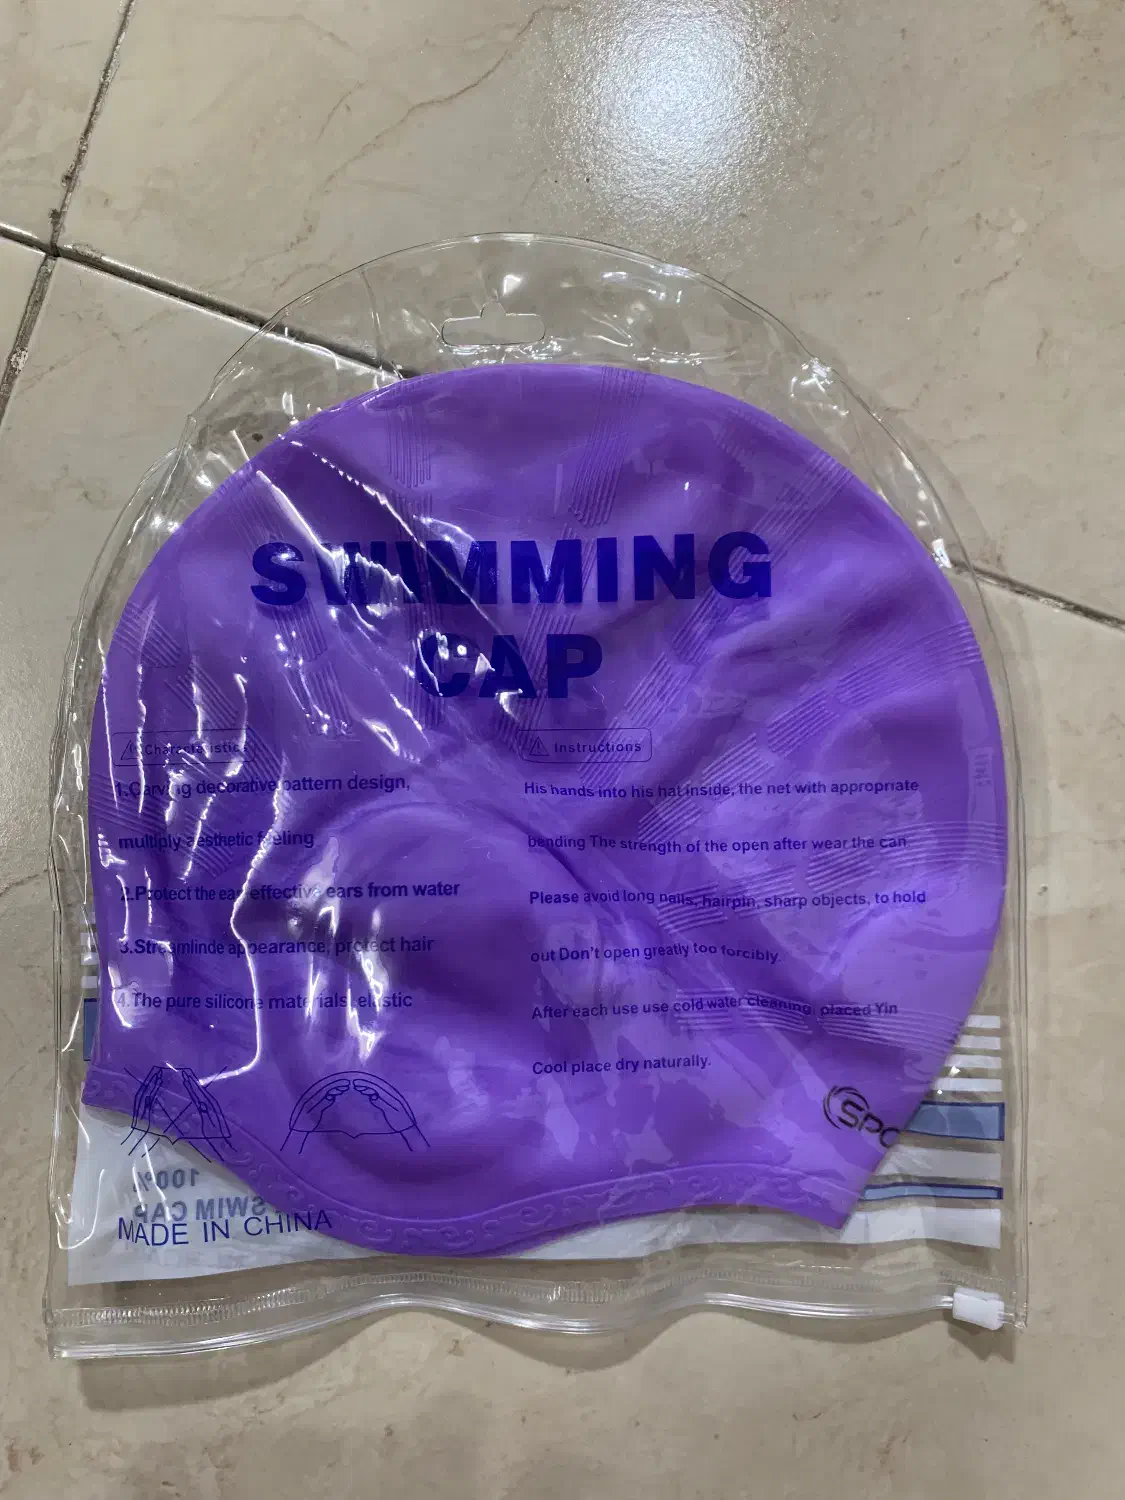 SWIMMING
CAP
Characteristics
1.Carving decorative pattern design,
multiply aesthetic feeling
2.Protect the ear effective ears from water
3.Streamlinde appearance, protect hair
4.The pure silicone materials elastic
Instructions
His hands into his hat inside, the net with appropriate
bending The strength of the open after wear the can
Please avoid long nails, hairpin, sharp objects, to hold
out Don't open greatly too forcibly.
After each use use cold water cleaning, placed Yin
Cool place dry naturally.
SPO
100%
SWIM CAP
MADE IN CHINA